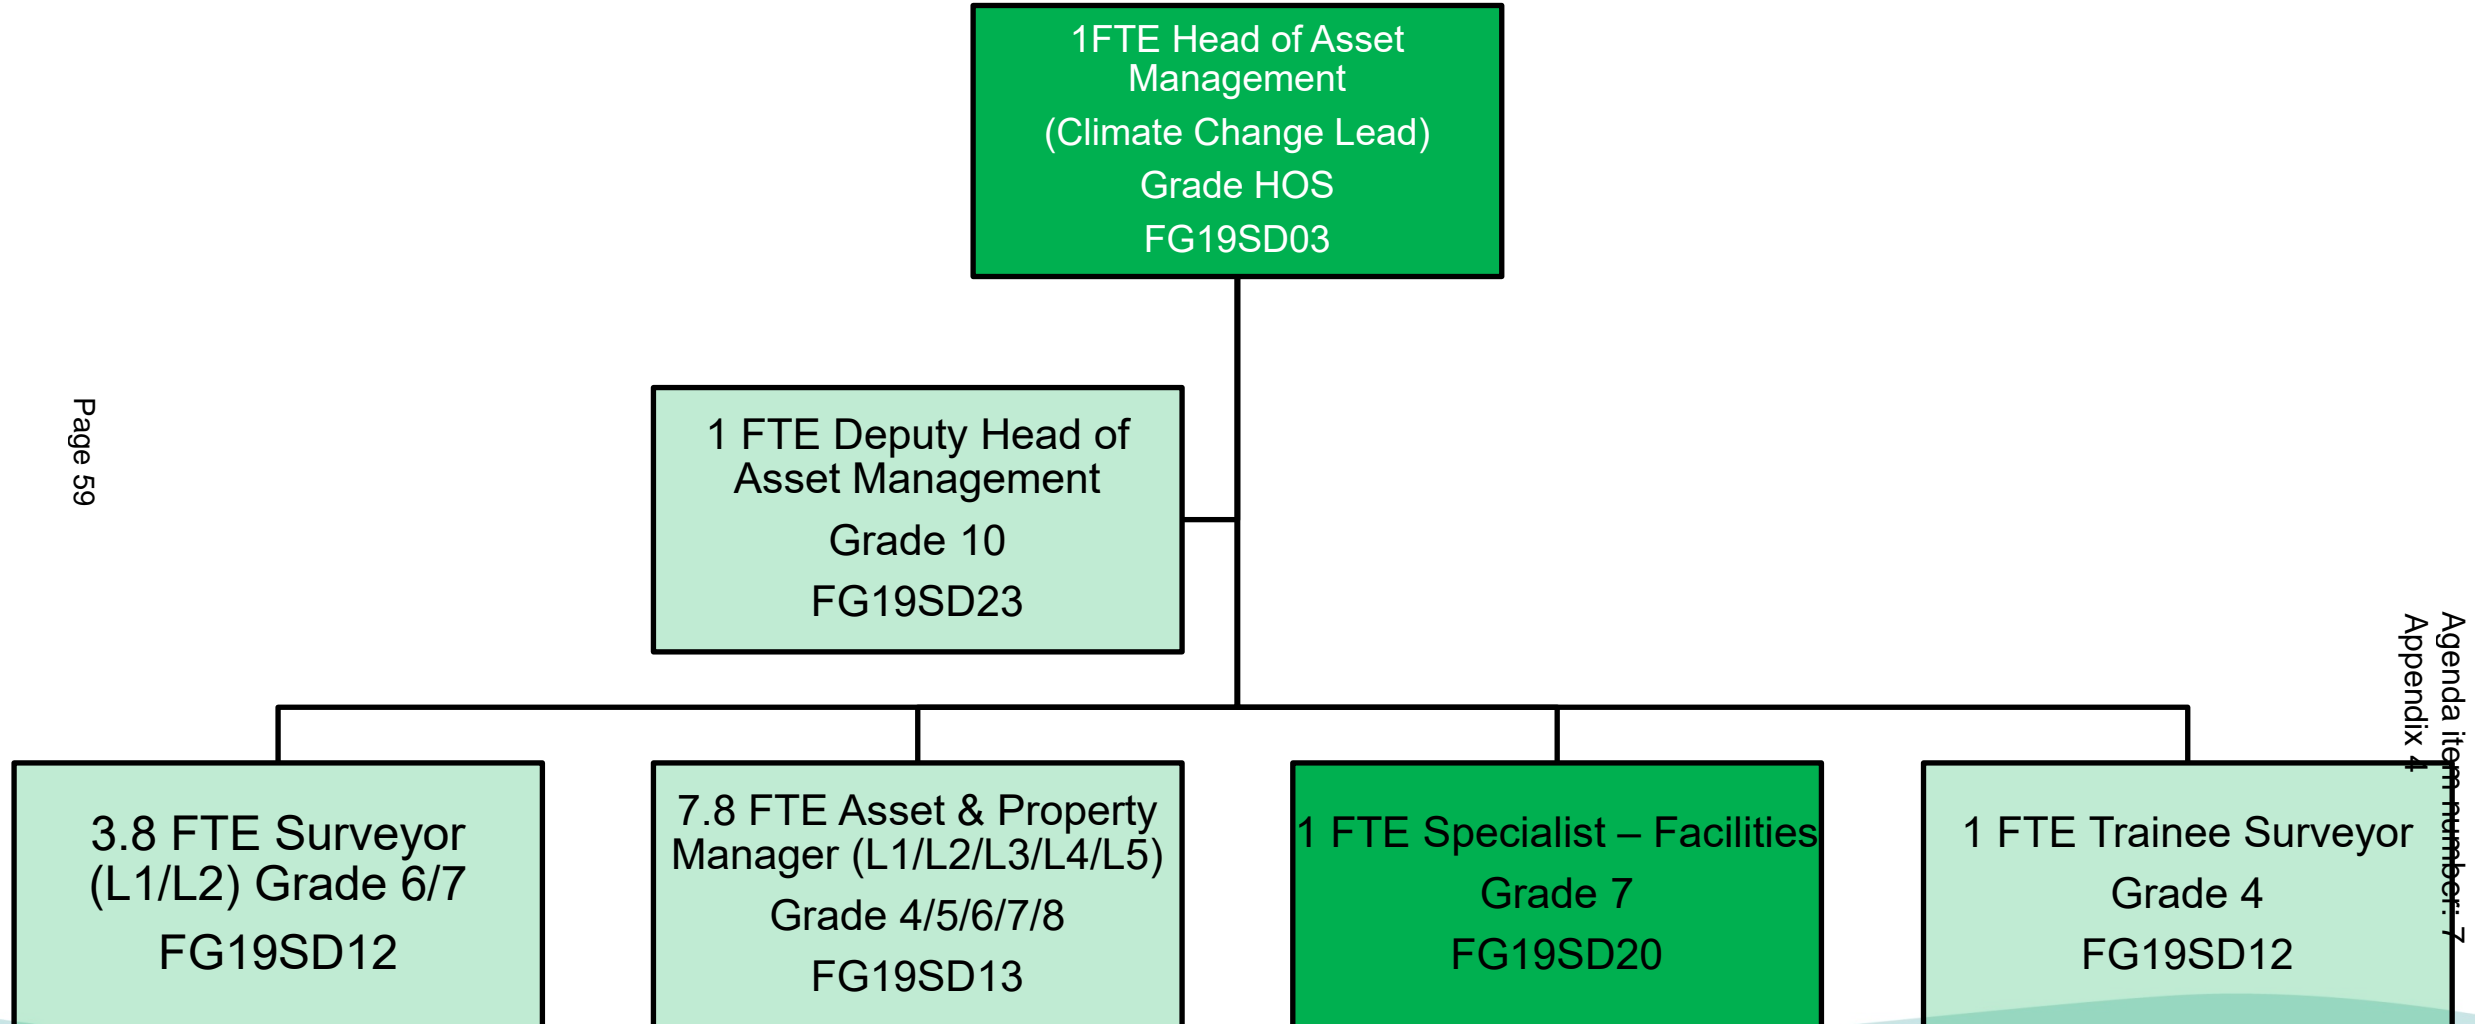 1FTE Head of Asset
Management
(Climate Change Lead)
Grade HOS
FG19SD03
1 FTE Deputy Head of
Asset Management
Grade 10
FG19SD23
Page 59
Agenda item number: 7
Appendix 4
3.8 FTE Surveyor
(L1/L2) Grade 6/7
FG19SD12
7.8 FTE Asset & Property
Manager (L1/L2/L3/L4/L5)
Grade 4/5/6/7/8
FG19SD13
1 FTE Specialist – Facilities
Grade 7
FG19SD20
1 FTE Trainee Surveyor
Grade 4
FG19SD12